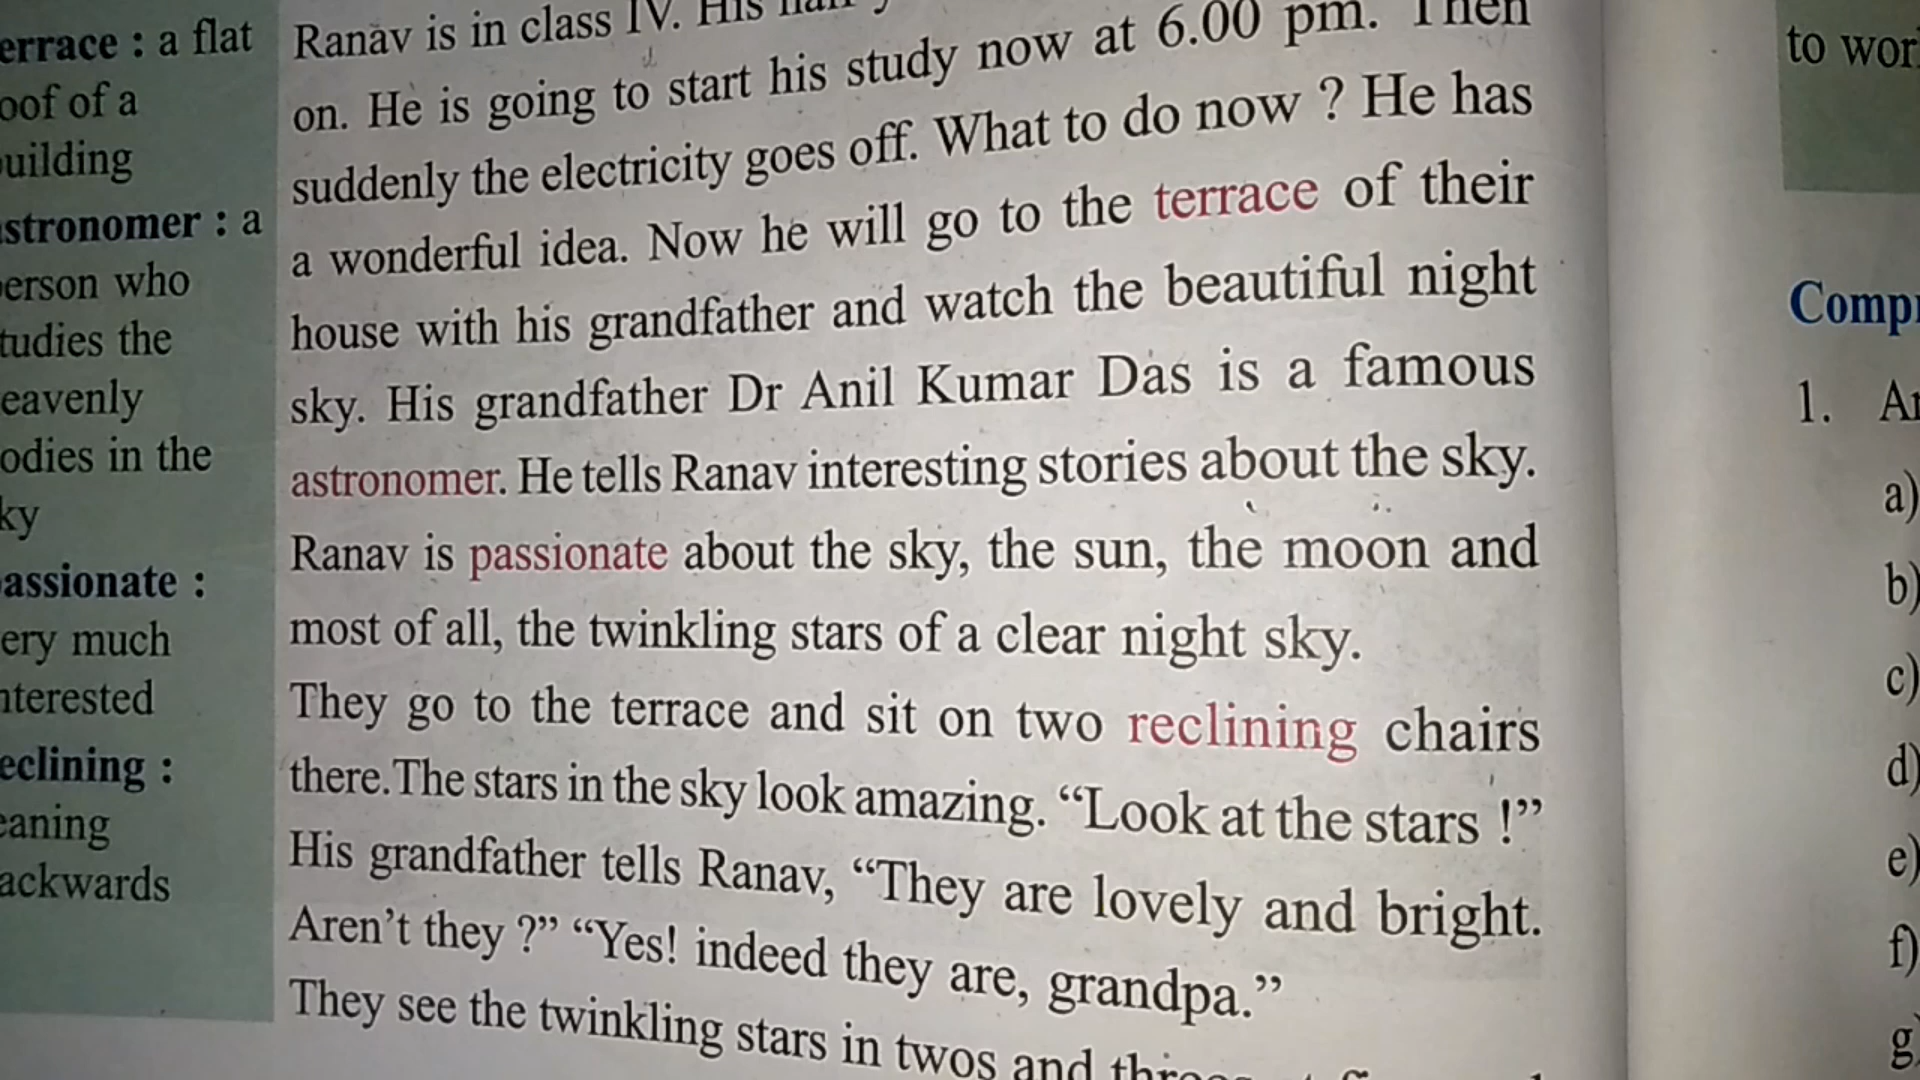 errace : a flat
oof of a
uilding
stronomer : a
erson who
tudies the
eavenly
odies in the
ky
assionate :
ery much
nterested
eclining :
eaning
ackwards
Ranav is in class IV. His
on. He is going to start his study now at 6.00 pm. Then
suddenly the electricity goes off. What to do now ? He has
a wonderful idea. Now he will go to the terrace of their
house with his grandfather and watch the beautiful night
sky. His grandfather Dr Anil Kumar Das is a famous
astronomer. He tells Ranav interesting stories about the sky.
Ranav is passionate about the sky, the sun, the moon and
most of all, the twinkling stars of a clear night sky.
They go to the terrace and sit on two reclining chairs
there.The stars in the sky look amazing. “Look at the stars !”
His grandfather tells Ranav, “They are lovely and bright.
Aren’t they ?” “Yes! indeed they are, grandpa.”
They see the twinkling stars in twos and
to wor
Comp
1. A
a)
b)
c)
d)
e)
f)
g)